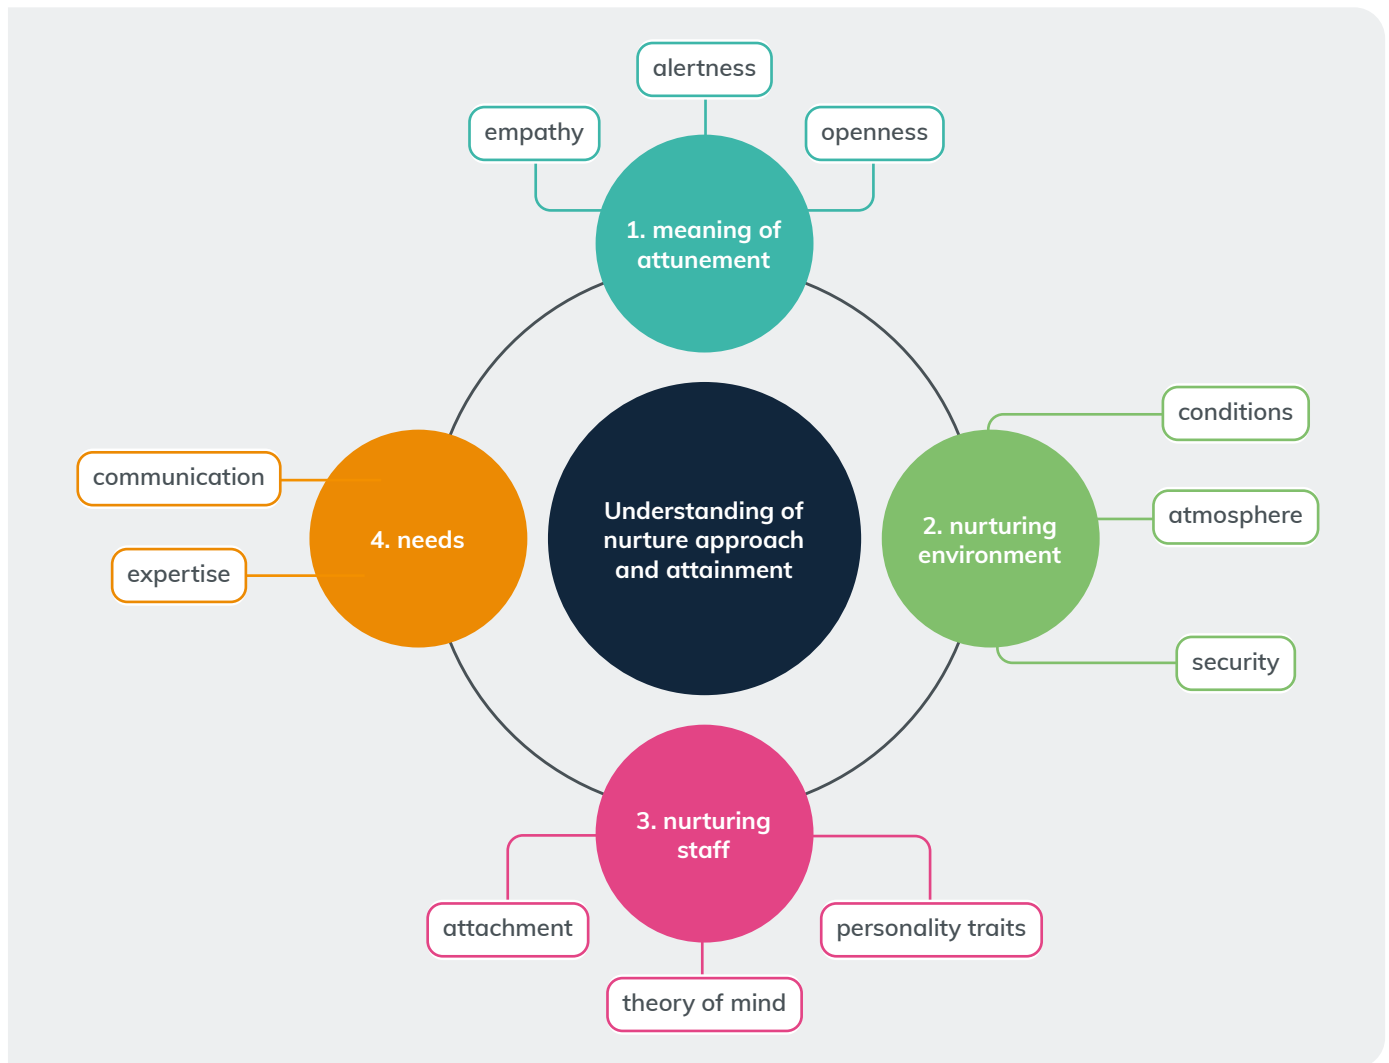 alertness
empathy
openness
1. meaning of
attunement
conditions
communication
atmosphere
Understanding of
nurture approach
and attainment
2. nurturing
environment
4. needs
expertise
security
3. nurturing
staff
attachment
personality traits
theory of mind